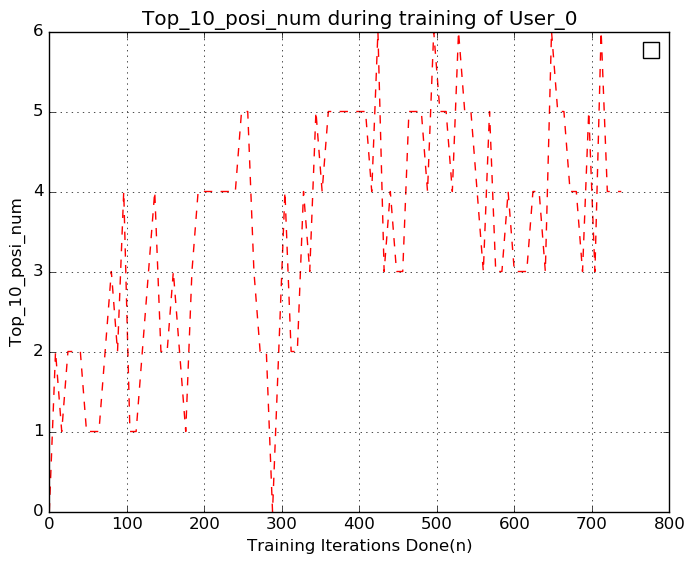 Top_10_posi_num during training of User_0
6
5
4
3
2
1
0
Top_10_posi_num
0 100 200 300 400 500 600 700 800
Training Iterations Done(n)